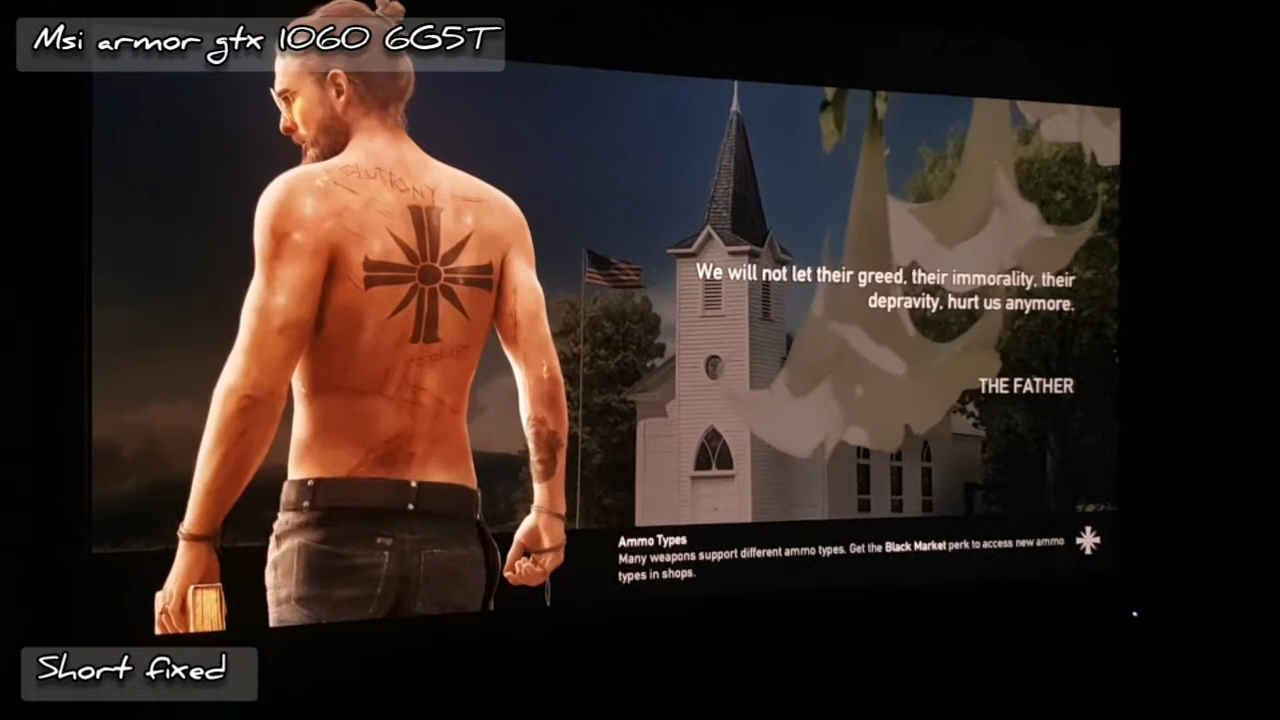 Msi armor gtx 1060 6G5T
GLUTTONY
We will not let their greed, their immorality, their
depravity, hurt us anymore.
THE FATHER
Ammo Types
Many weapons support different ammo types. Get the Black Market perk to access new ammo
types in shops.
Short fixed